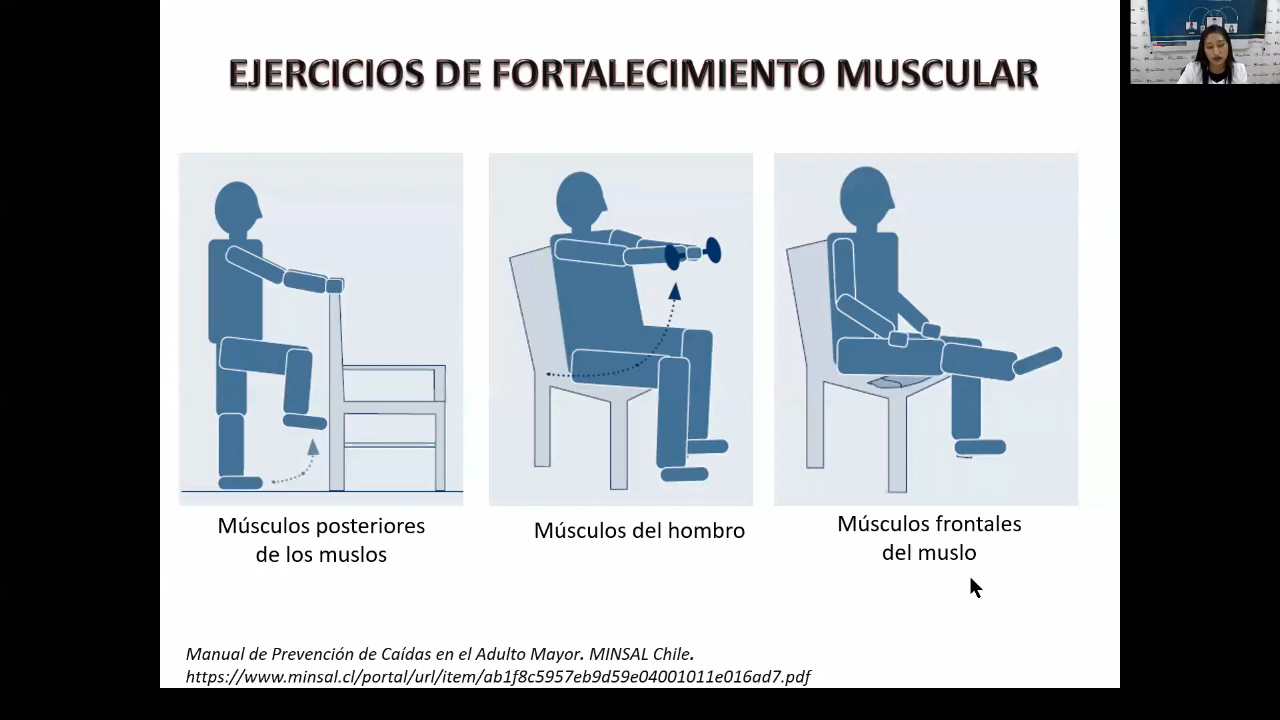 EJERCICIOS DE FORTALECIMIENTO MUSCULAR
Músculos posteriores
de los muslos
Músculos del hombro
Músculos frontales
del muslo
Manual de Prevención de Caídas en el Adulto Mayor. MINSAL Chile.
https://www.minsal.cl/portal/url/item/ab1f8c5957eb9d59e04001011e016ad7.pdf